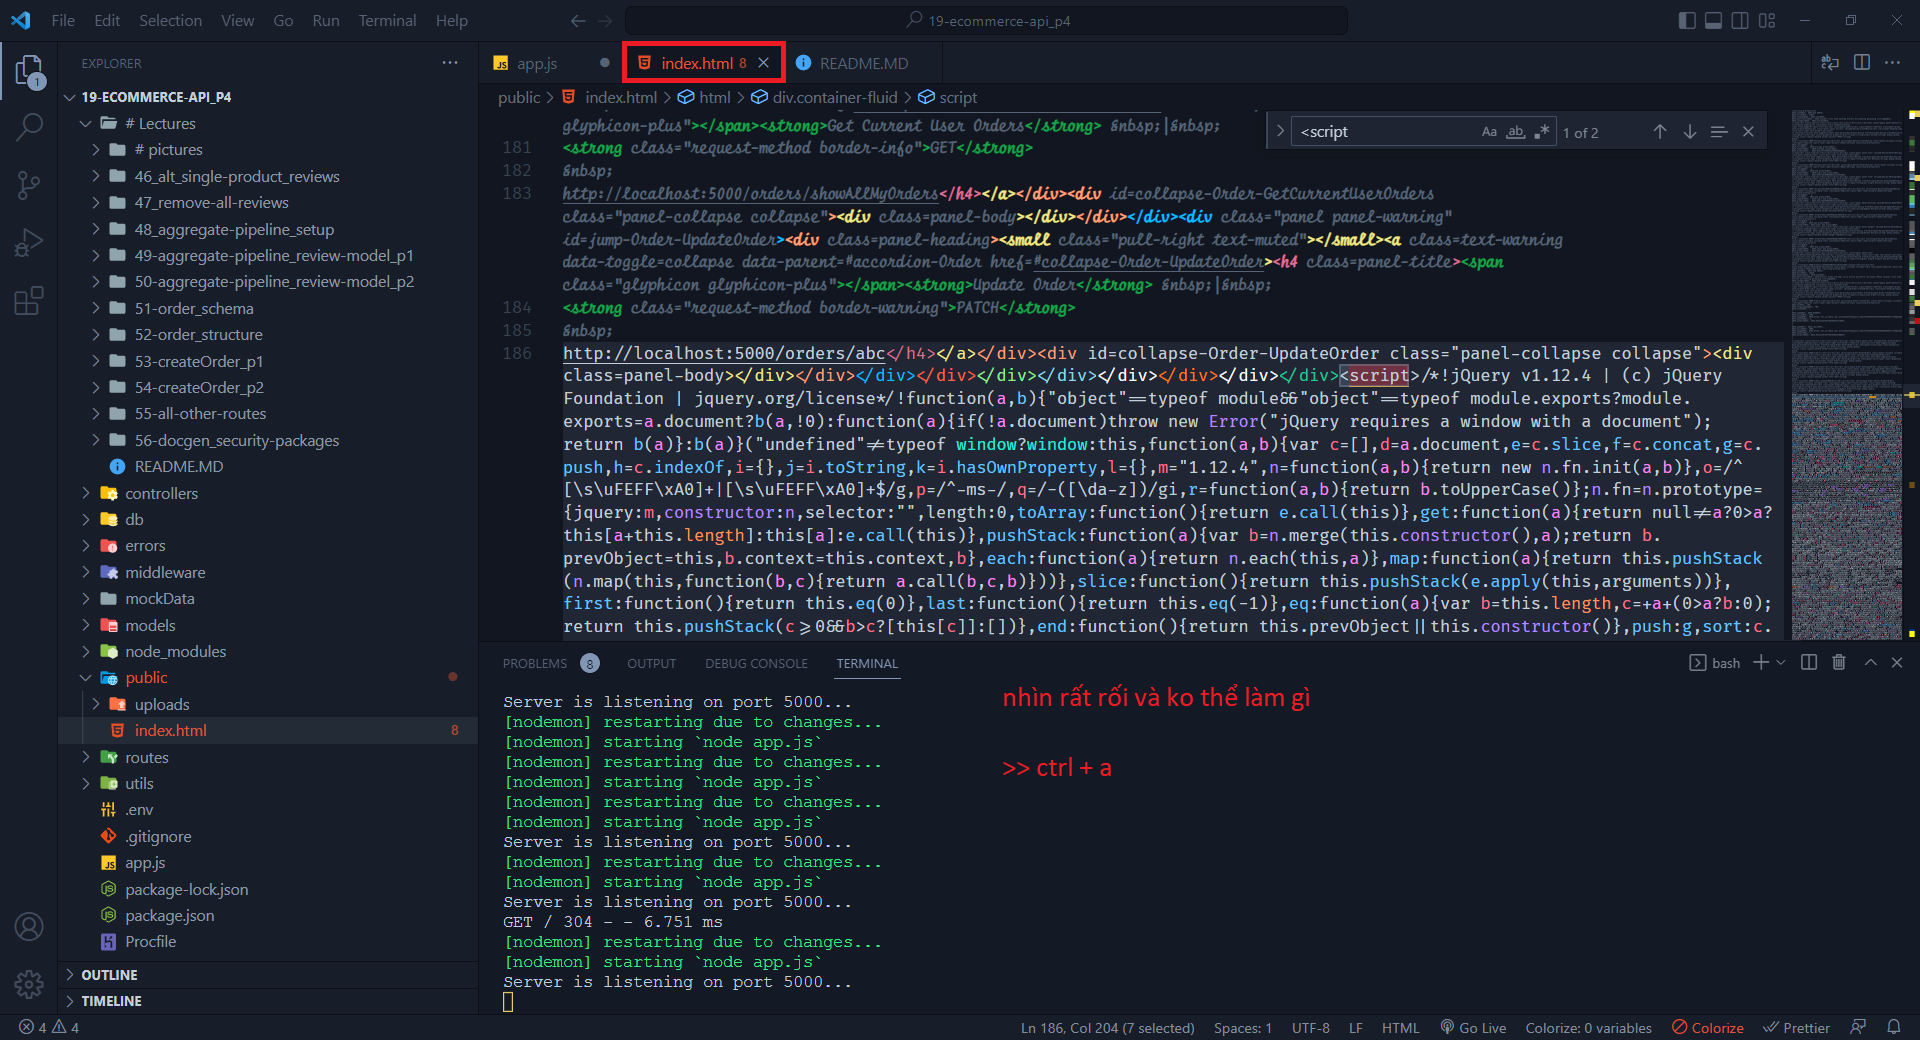 File Edit Selection View Go Run Terminal Help
19-ecommerce-api_p4
EXPLORER
1
19-ECOMMERCE-API_P4
# Lectures
# pictures
46_alt_single-product_reviews
47_remove-all-reviews
48_aggregate-pipeline_setup
49-aggregate-pipeline_review-model_p1
50-aggregate-pipeline_review-model_p2
51-order_schema
52-order_structure
53-createOrder_p1
54-createOrder_p2
55-all-other-routes
56-docgen_security-packages
README.MD
controllers
db
errors
middleware
mockData
models
node_modules
public
uploads
index.html 8
routes
utils
.env
.gitignore
app.js
package-lock.json
package.json
Procfile
OUTLINE
TIMELINE
app.js
index.html 8
README.MD
public > index.html > html > div.container-fluid > script
<script
Aa ab .* 1 of 2
glyphicon-plus"></span><strong>Get Current User Orders</strong> &nbsp;|&nbsp;
181 <strong class="request-method border-info">GET</strong>
182 &nbsp;
183 http://localhost:5000/orders/showAllMyOrders</h4></a></div><div id=collapse-Order-GetCurrentUserOrders
class="panel-collapse collapse"><div class=panel-body></div></div></div><div class="panel panel-warning"
id=jump-Order-UpdateOrder><div class=panel-heading><small class="pull-right text-muted"></small><a class=text-warning
data-toggle=collapse data-parent=#accordion-Order href=#collapse-Order-UpdateOrder><h4 class=panel-title><span
class="glyphicon glyphicon-plus"></span><strong>Update Order</strong> &nbsp;|&nbsp;
184 <strong class="request-method border-warning">PATCH</strong>
185 &nbsp;
186 http://localhost:5000/orders/abc</h4></a></div><div id=collapse-Order-UpdateOrder class="panel-collapse collapse"><div
class=panel-body></div></div></div></div></div></div></div></div></div></div><script>/*!jQuery v1.12.4 | (c) jQuery
Foundation | jquery.org/license*/!function(a,b){"object"==typeof module&&"object"==typeof module.exports?module.
exports=a.document?b(a,!0):function(a){if(!a.document)throw new Error("jQuery requires a window with a document");
return b(a)}:b(a)}("undefined"!=typeof window?window:this,function(a,b){var c=[],d=a.document,e=c.slice,f=c.concat,g=c.
push,h=c.indexOf,i={},j=i.toString,k=i.hasOwnProperty,l={},m="1.12.4",n=function(a,b){return new n.fn.init(a,b)},o=/^
[\s\uFEFF\xA0]+|[\s\uFEFF\xA0]+$/g,p=/^-ms-/,q=/-([\da-z])/gi,r=function(a,b){return b.toUpperCase()};n.fn=n.prototype=
{jquery:m,constructor:n,selector:"",length:0,toArray:function(){return e.call(this)},get:function(a){return null!=a?0>a?
this[a+this.length]:this[a]:e.call(this)},pushStack:function(a){var b=n.merge(this.constructor(),a);return b.
prevObject=this,b.context=this.context,b},each:function(a){return n.each(this,a)},map:function(a){return this.pushStack
(n.map(this,function(b,c){return a.call(b,c,b)}))},slice:function(){return this.pushStack(e.apply(this,arguments))},
first:function(){return this.eq(0)},last:function(){return this.eq(-1)},eq:function(a){var b=this.length,c=+a+(0>a?b:0);
return this.pushStack(c>=0&&b>c?[this[c]]:[])},end:function(){return this.prevObject||this.constructor()},push:g,sort:c.
PROBLEMS 8 OUTPUT DEBUG CONSOLE TERMINAL
bash
Server is listening on port 5000...
[nodemon] restarting due to changes...
[nodemon] starting `node app.js`
[nodemon] restarting due to changes...
[nodemon] starting `node app.js`
[nodemon] restarting due to changes...
[nodemon] starting `node app.js`
Server is listening on port 5000...
[nodemon] restarting due to changes...
[nodemon] starting `node app.js`
Server is listening on port 5000...
GET / 304 - - 6.751 ms
[nodemon] restarting due to changes...
[nodemon] starting `node app.js`
Server is listening on port 5000...
nhìn rất rối và ko thể làm gì
>> ctrl + a
4 4
Ln 186, Col 204 (7 selected) Spaces: 1 UTF-8 LF HTML Go Live Colorize: 0 variables Colorize Prettier